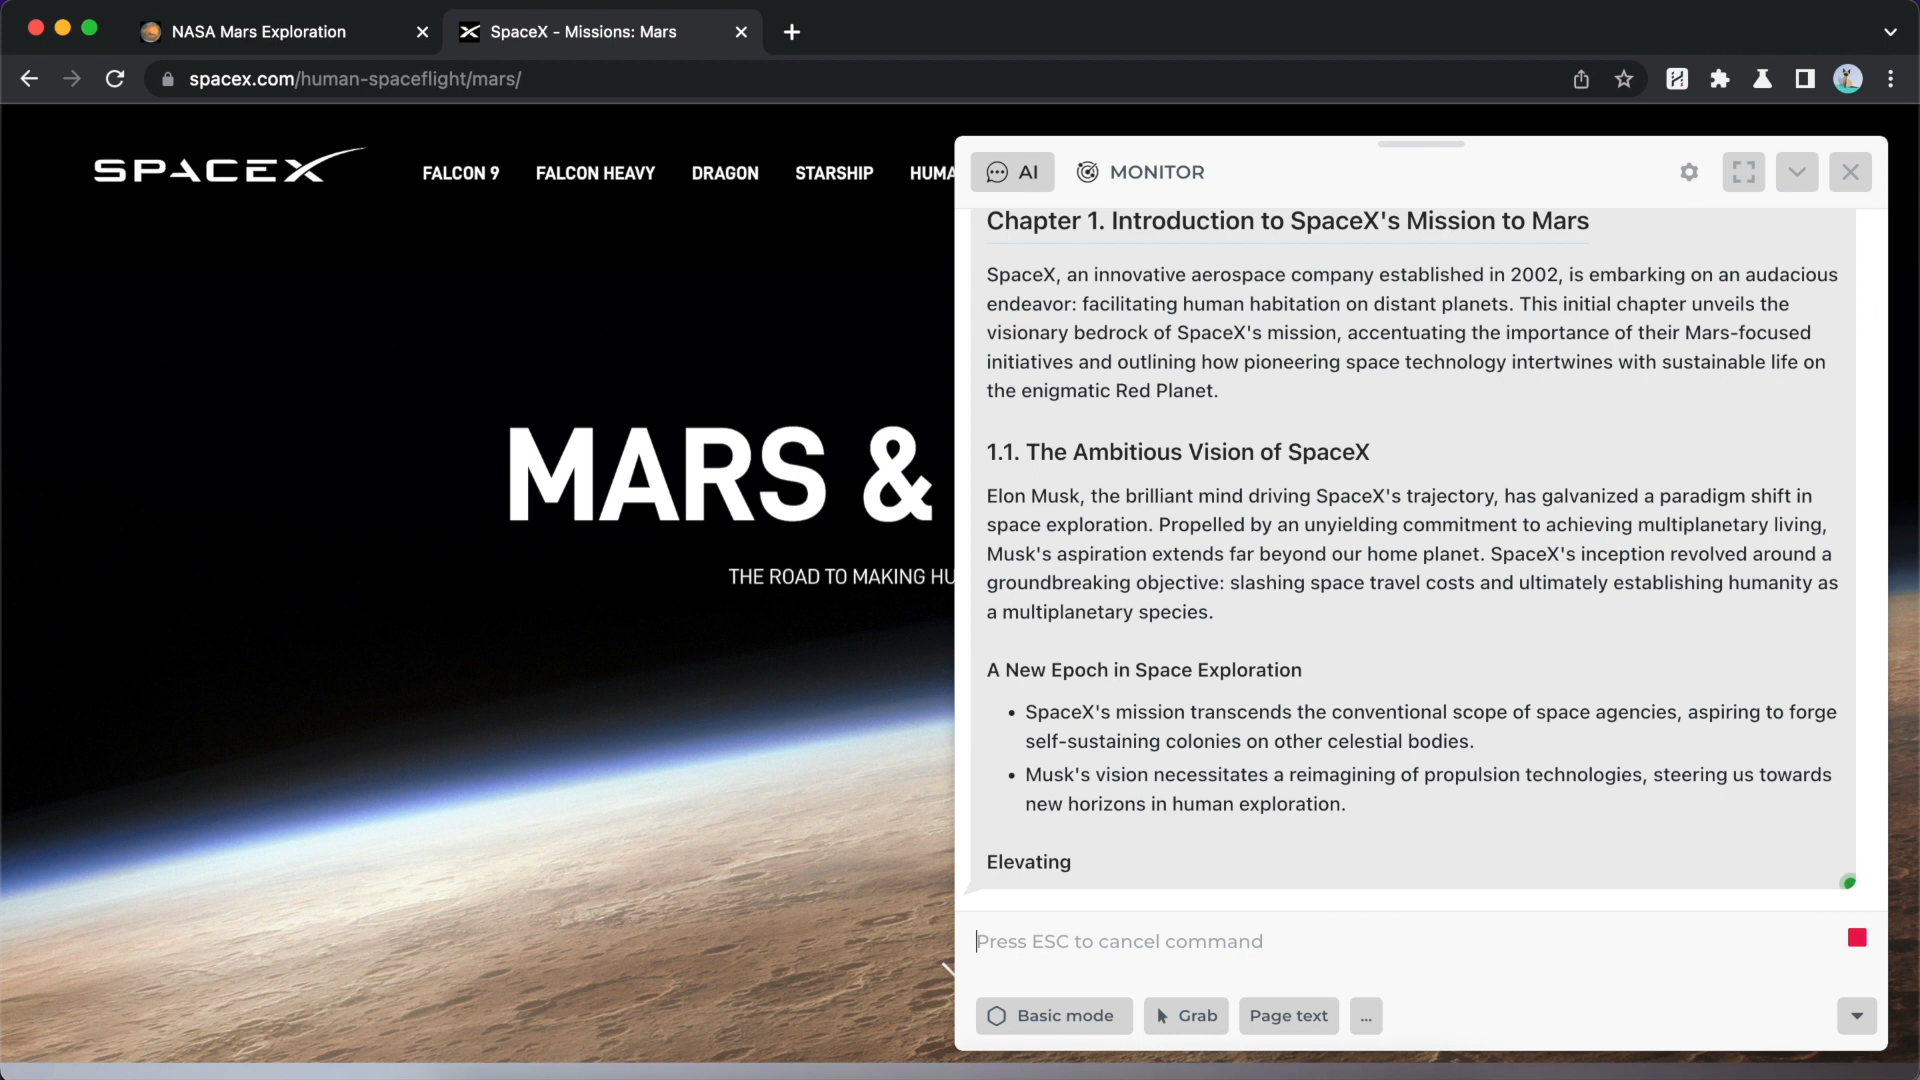 NASA Mars Exploration
SpaceX - Missions: Mars
spacex.com/human-spaceflight/mars/
SPACEX
FALCON 9 FALCON HEAVY DRAGON STARSHIP HUMA
MARS &
THE ROAD TO MAKING HU
AI MONITOR
Chapter 1. Introduction to SpaceX's Mission to Mars
SpaceX, an innovative aerospace company established in 2002, is embarking on an audacious
endeavor: facilitating human habitation on distant planets. This initial chapter unveils the
visionary bedrock of SpaceX's mission, accentuating the importance of their Mars-focused
initiatives and outlining how pioneering space technology intertwines with sustainable life on
the enigmatic Red Planet.
1.1. The Ambitious Vision of SpaceX
Elon Musk, the brilliant mind driving SpaceX's trajectory, has galvanized a paradigm shift in
space exploration. Propelled by an unyielding commitment to achieving multiplanetary living,
Musk's aspiration extends far beyond our home planet. SpaceX's inception revolved around a
groundbreaking objective: slashing space travel costs and ultimately establishing humanity as
a multiplanetary species.
A New Epoch in Space Exploration
• SpaceX's mission transcends the conventional scope of space agencies, aspiring to forge
self-sustaining colonies on other celestial bodies.
• Musk's vision necessitates a reimagining of propulsion technologies, steering us towards
new horizons in human exploration.
Elevating
Press ESC to cancel command
Basic mode Grab Page text ...